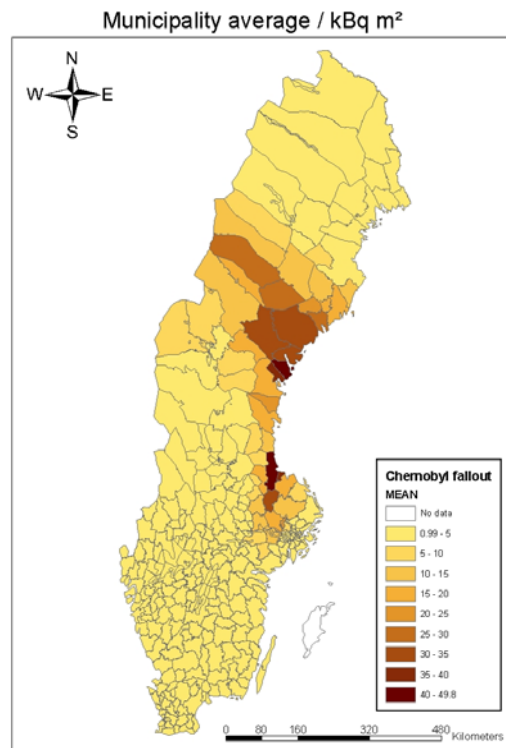 Municipality average / kBq m²
N
W E
S
Chernobyl fallout
MEAN
No data
0.99 - 5
5 - 10
10 - 15
15 - 20
20 - 25
25 - 30
30 - 35
35 - 40
40 - 49.8
0 80 160 320 480
Kilometers